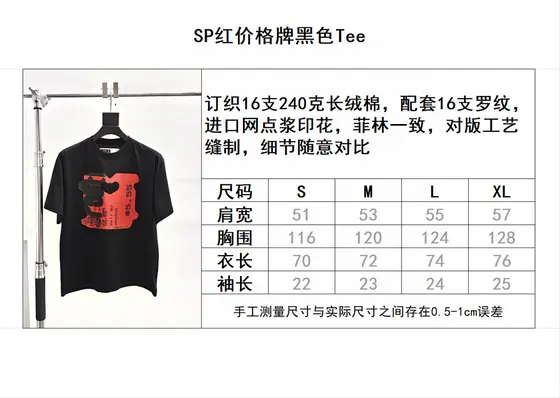 SP红价格牌黑色Tee
订织16支240克长绒棉，配套16支罗纹，
进口网点浆印花，菲林一致，对版工艺
缝制，细节随意对比
尺码 S M L XL
肩宽 51 53 55 57
胸围 116 120 124 128
衣长 70 72 74 76
袖长 22 23 24 25
手工测量尺寸与实际尺寸之间存在0.5-1cm误差